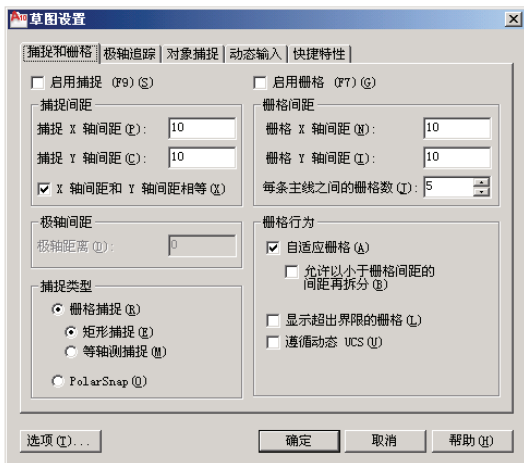 草图设置
捕捉和栅格 极轴追踪 对象捕捉 动态输入 快捷特性
启用捕捉 (F9)(S)
捕捉间距
捕捉 X 轴间距(P): 10
捕捉 Y 轴间距(C): 10
X 轴间距和 Y 轴间距相等(X)
极轴间距
极轴距离(D): 0
捕捉类型
栅格捕捉(R)
矩形捕捉(E)
等轴测捕捉(M)
PolarSnap(O)
启用栅格 (F7)(G)
栅格间距
栅格 X 轴间距(N): 10
栅格 Y 轴间距(I): 10
每条主线之间的栅格数(J): 5
栅格行为
自适应栅格(A)
允许以小于栅格间距的
间距再拆分(B)
显示超出界限的栅格(L)
遵循动态 UCS(U)
选项(T)... 确定 取消 帮助(H)